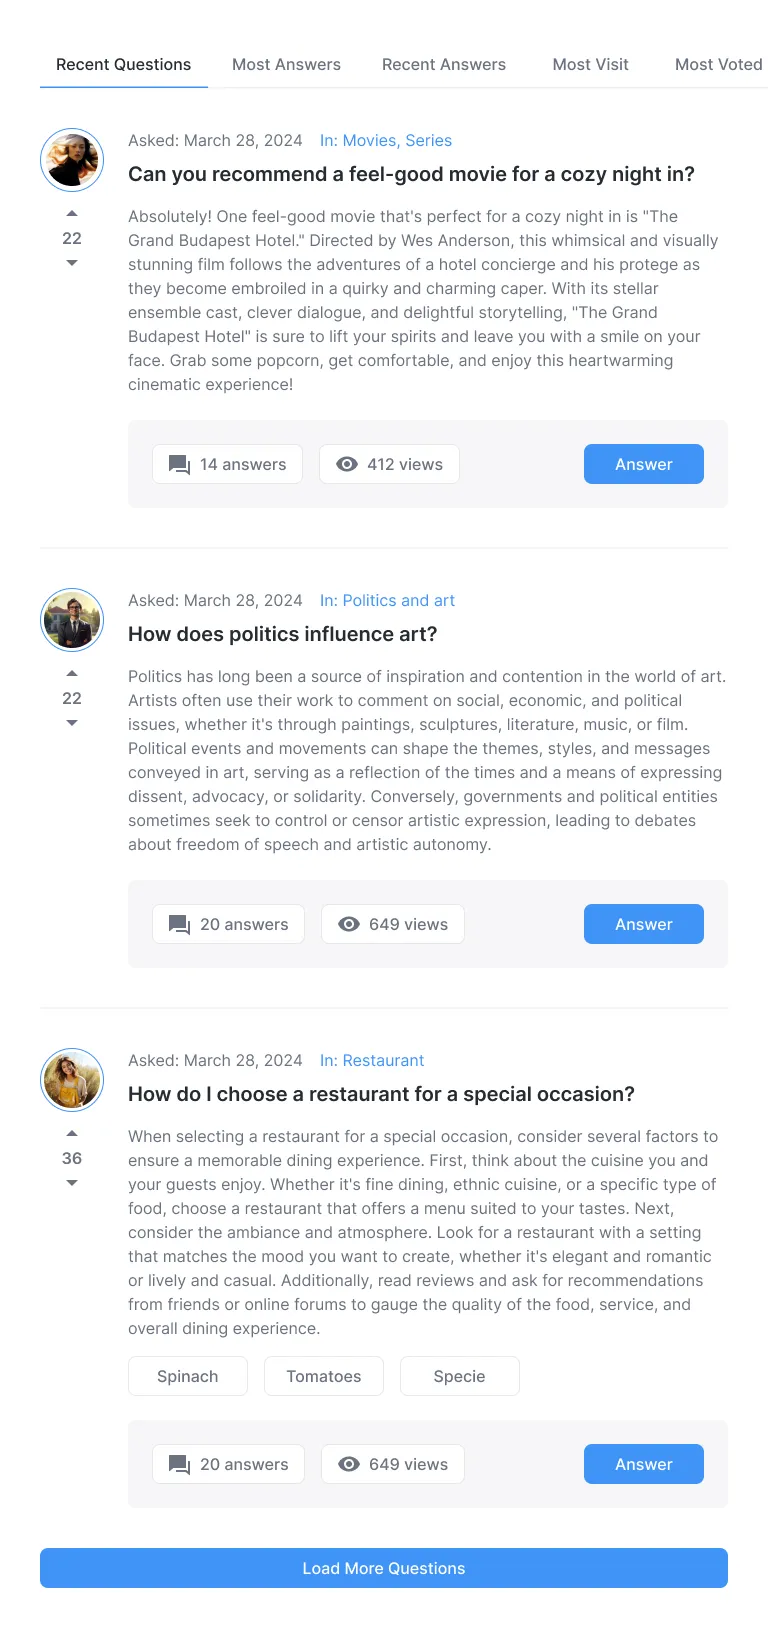 Recent Questions Most Answers Recent Answers Most Visit Most Voted
Asked: March 28, 2024 In: Movies, Series
Can you recommend a feel-good movie for a cozy night in?
22
Absolutely! One feel-good movie that's perfect for a cozy night in is "The
Grand Budapest Hotel." Directed by Wes Anderson, this whimsical and visually
stunning film follows the adventures of a hotel concierge and his protege as
they become embroiled in a quirky and charming caper. With its stellar
ensemble cast, clever dialogue, and delightful storytelling, "The Grand
Budapest Hotel" is sure to lift your spirits and leave you with a smile on your
face. Grab some popcorn, get comfortable, and enjoy this heartwarming
cinematic experience!
14 answers 412 views Answer
Asked: March 28, 2024 In: Politics and art
How does politics influence art?
22
Politics has long been a source of inspiration and contention in the world of art.
Artists often use their work to comment on social, economic, and political
issues, whether it's through paintings, sculptures, literature, music, or film.
Political events and movements can shape the themes, styles, and messages
conveyed in art, serving as a reflection of the times and a means of expressing
dissent, advocacy, or solidarity. Conversely, governments and political entities
sometimes seek to control or censor artistic expression, leading to debates
about freedom of speech and artistic autonomy.
20 answers 649 views Answer
Asked: March 28, 2024 In: Restaurant
How do I choose a restaurant for a special occasion?
36
When selecting a restaurant for a special occasion, consider several factors to
ensure a memorable dining experience. First, think about the cuisine you and
your guests enjoy. Whether it's fine dining, ethnic cuisine, or a specific type of
food, choose a restaurant that offers a menu suited to your tastes. Next,
consider the ambiance and atmosphere. Look for a restaurant with a setting
that matches the mood you want to create, whether it's elegant and romantic
or lively and casual. Additionally, read reviews and ask for recommendations
from friends or online forums to gauge the quality of the food, service, and
overall dining experience.
Spinach Tomatoes Specie
20 answers 649 views Answer
Load More Questions